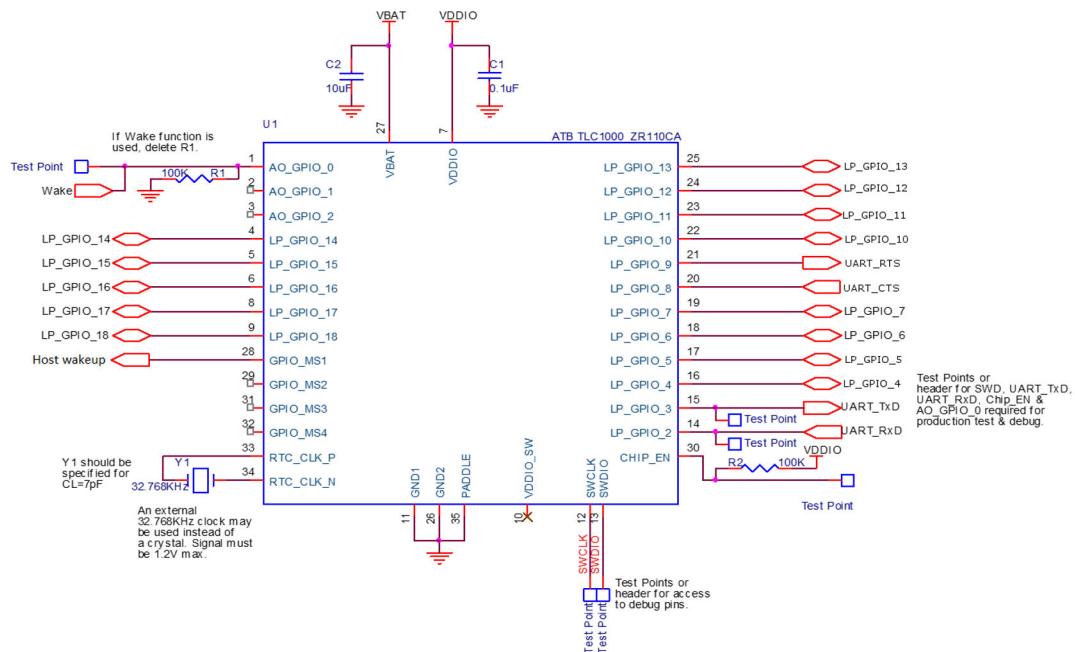 VBAT
VDDIO
C2
10uF
C1
0.1uF
U1
ATB TLC1000_ZR110CA
27
7
VBAT
VDDIO
If Wake function is
used, delete R1.
Test Point
Wake
100K
R1
1
AO_GPIO_0
2
AO_GPIO_1
3
AO_GPIO_2
LP_GPIO_14
4
LP_GPIO_14
LP_GPIO_15
5
LP_GPIO_15
LP_GPIO_16
6
LP_GPIO_16
LP_GPIO_17
8
LP_GPIO_17
LP_GPIO_18
9
LP_GPIO_18
Host wakeup
28
GPIO_MS1
29
GPIO_MS2
31
GPIO_MS3
32
GPIO_MS4
33
RTC_CLK_P
34
RTC_CLK_N
Y1 should be
specified for
CL=7pF
Y1
32.768KHz
An external
32.768KHz clock may
be used instead of
a crystal. Signal must
be 1.2V max.
LP_GPIO_13
25
LP_GPIO_13
LP_GPIO_12
24
LP_GPIO_12
LP_GPIO_11
23
LP_GPIO_11
LP_GPIO_10
22
LP_GPIO_10
LP_GPIO_9
21
UART_RTS
LP_GPIO_8
20
UART_CTS
LP_GPIO_7
19
LP_GPIO_7
LP_GPIO_6
18
LP_GPIO_6
LP_GPIO_5
17
LP_GPIO_5
LP_GPIO_4
16
LP_GPIO_4
LP_GPIO_3
15
UART_TxD
Test Point
LP_GPIO_2
14
UART_RxD
Test Point
CHIP_EN
30
R2
100K
VDDIO
Test Point
Test Points or
header for SWD, UART_TxD,
UART_RxD, Chip_EN &
AO_GPIO_0 required for
production test & debug.
GND1
GND2
PADDLE
VDDIO_SW
SWCLK
SWDIO
11
26
35
10
12
13
SWCLK
SWDIO
Test Point
Test Point
Test Points or
header for access
to debug pins.